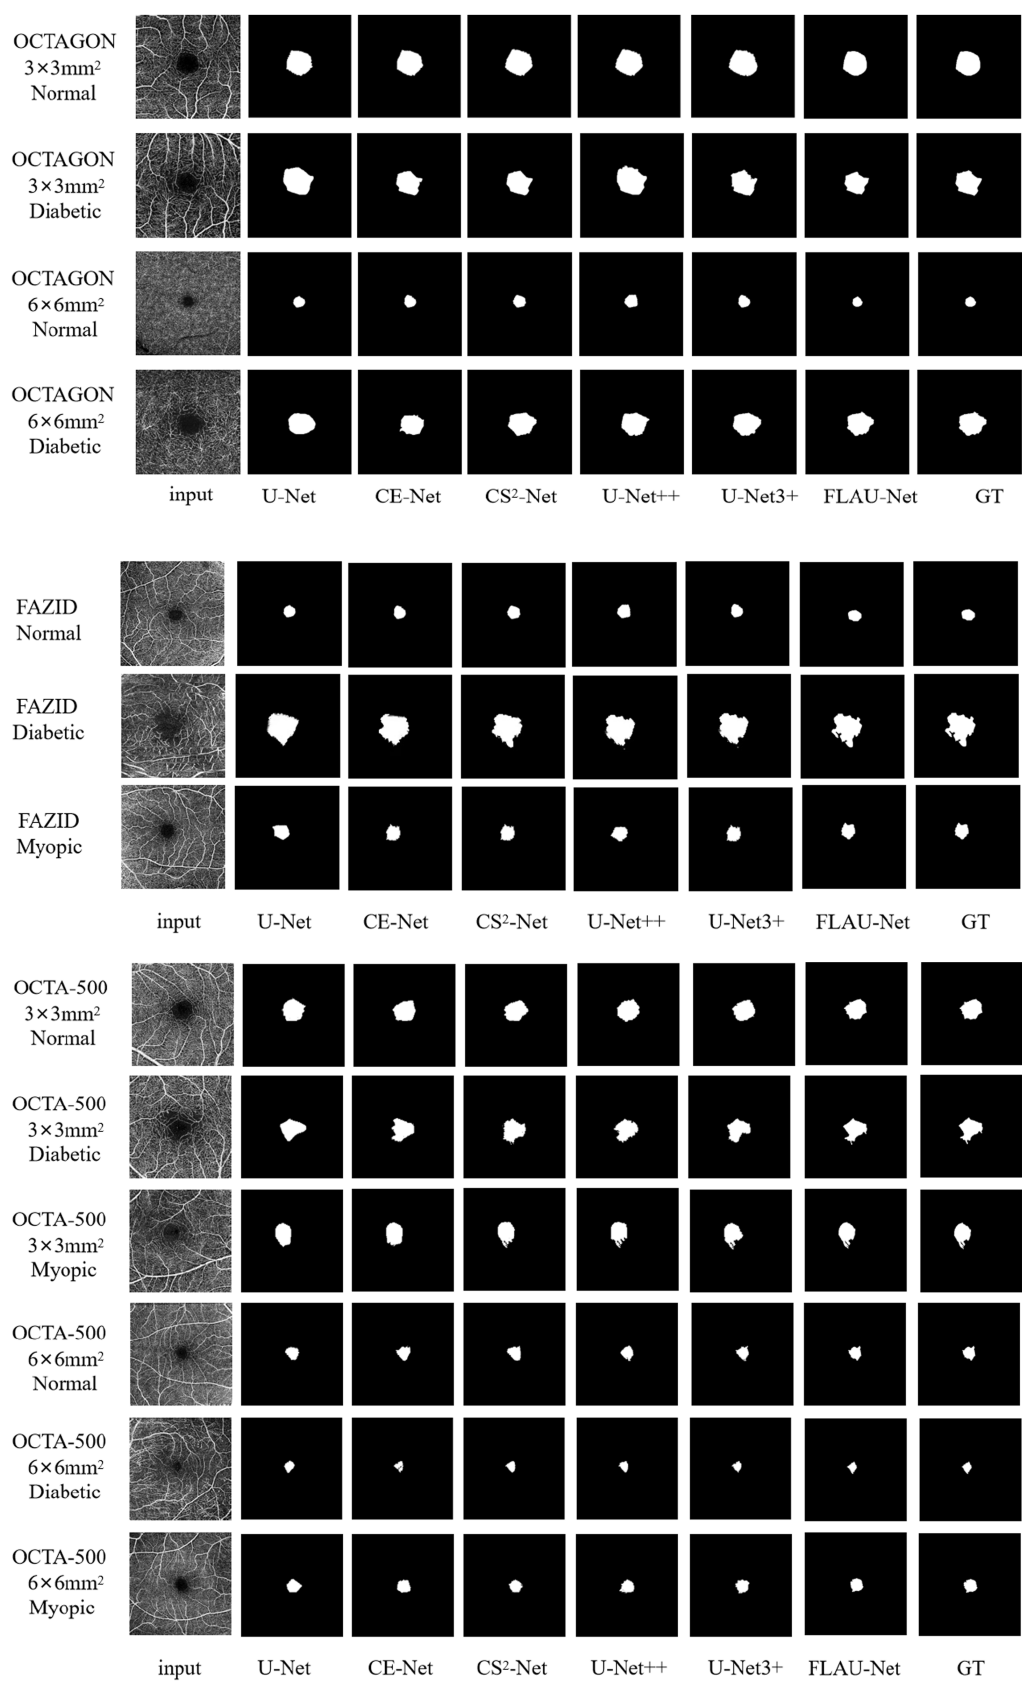 OCTAGON
3×3mm²
Normal
OCTAGON
3×3mm²
Diabetic
OCTAGON
6×6mm²
Normal
OCTAGON
6×6mm²
Diabetic
input U-Net CE-Net CS²-Net U-Net++ U-Net3+ FLAU-Net GT
FAZID
Normal
FAZID
Diabetic
FAZID
Myopic
input U-Net CE-Net CS²-Net U-Net++ U-Net3+ FLAU-Net GT
OCTA-500
3×3mm²
Normal
OCTA-500
3×3mm²
Diabetic
OCTA-500
3×3mm²
Myopic
OCTA-500
6×6mm²
Normal
OCTA-500
6×6mm²
Diabetic
OCTA-500
6×6mm²
Myopic
input U-Net CE-Net CS²-Net U-Net++ U-Net3+ FLAU-Net GT